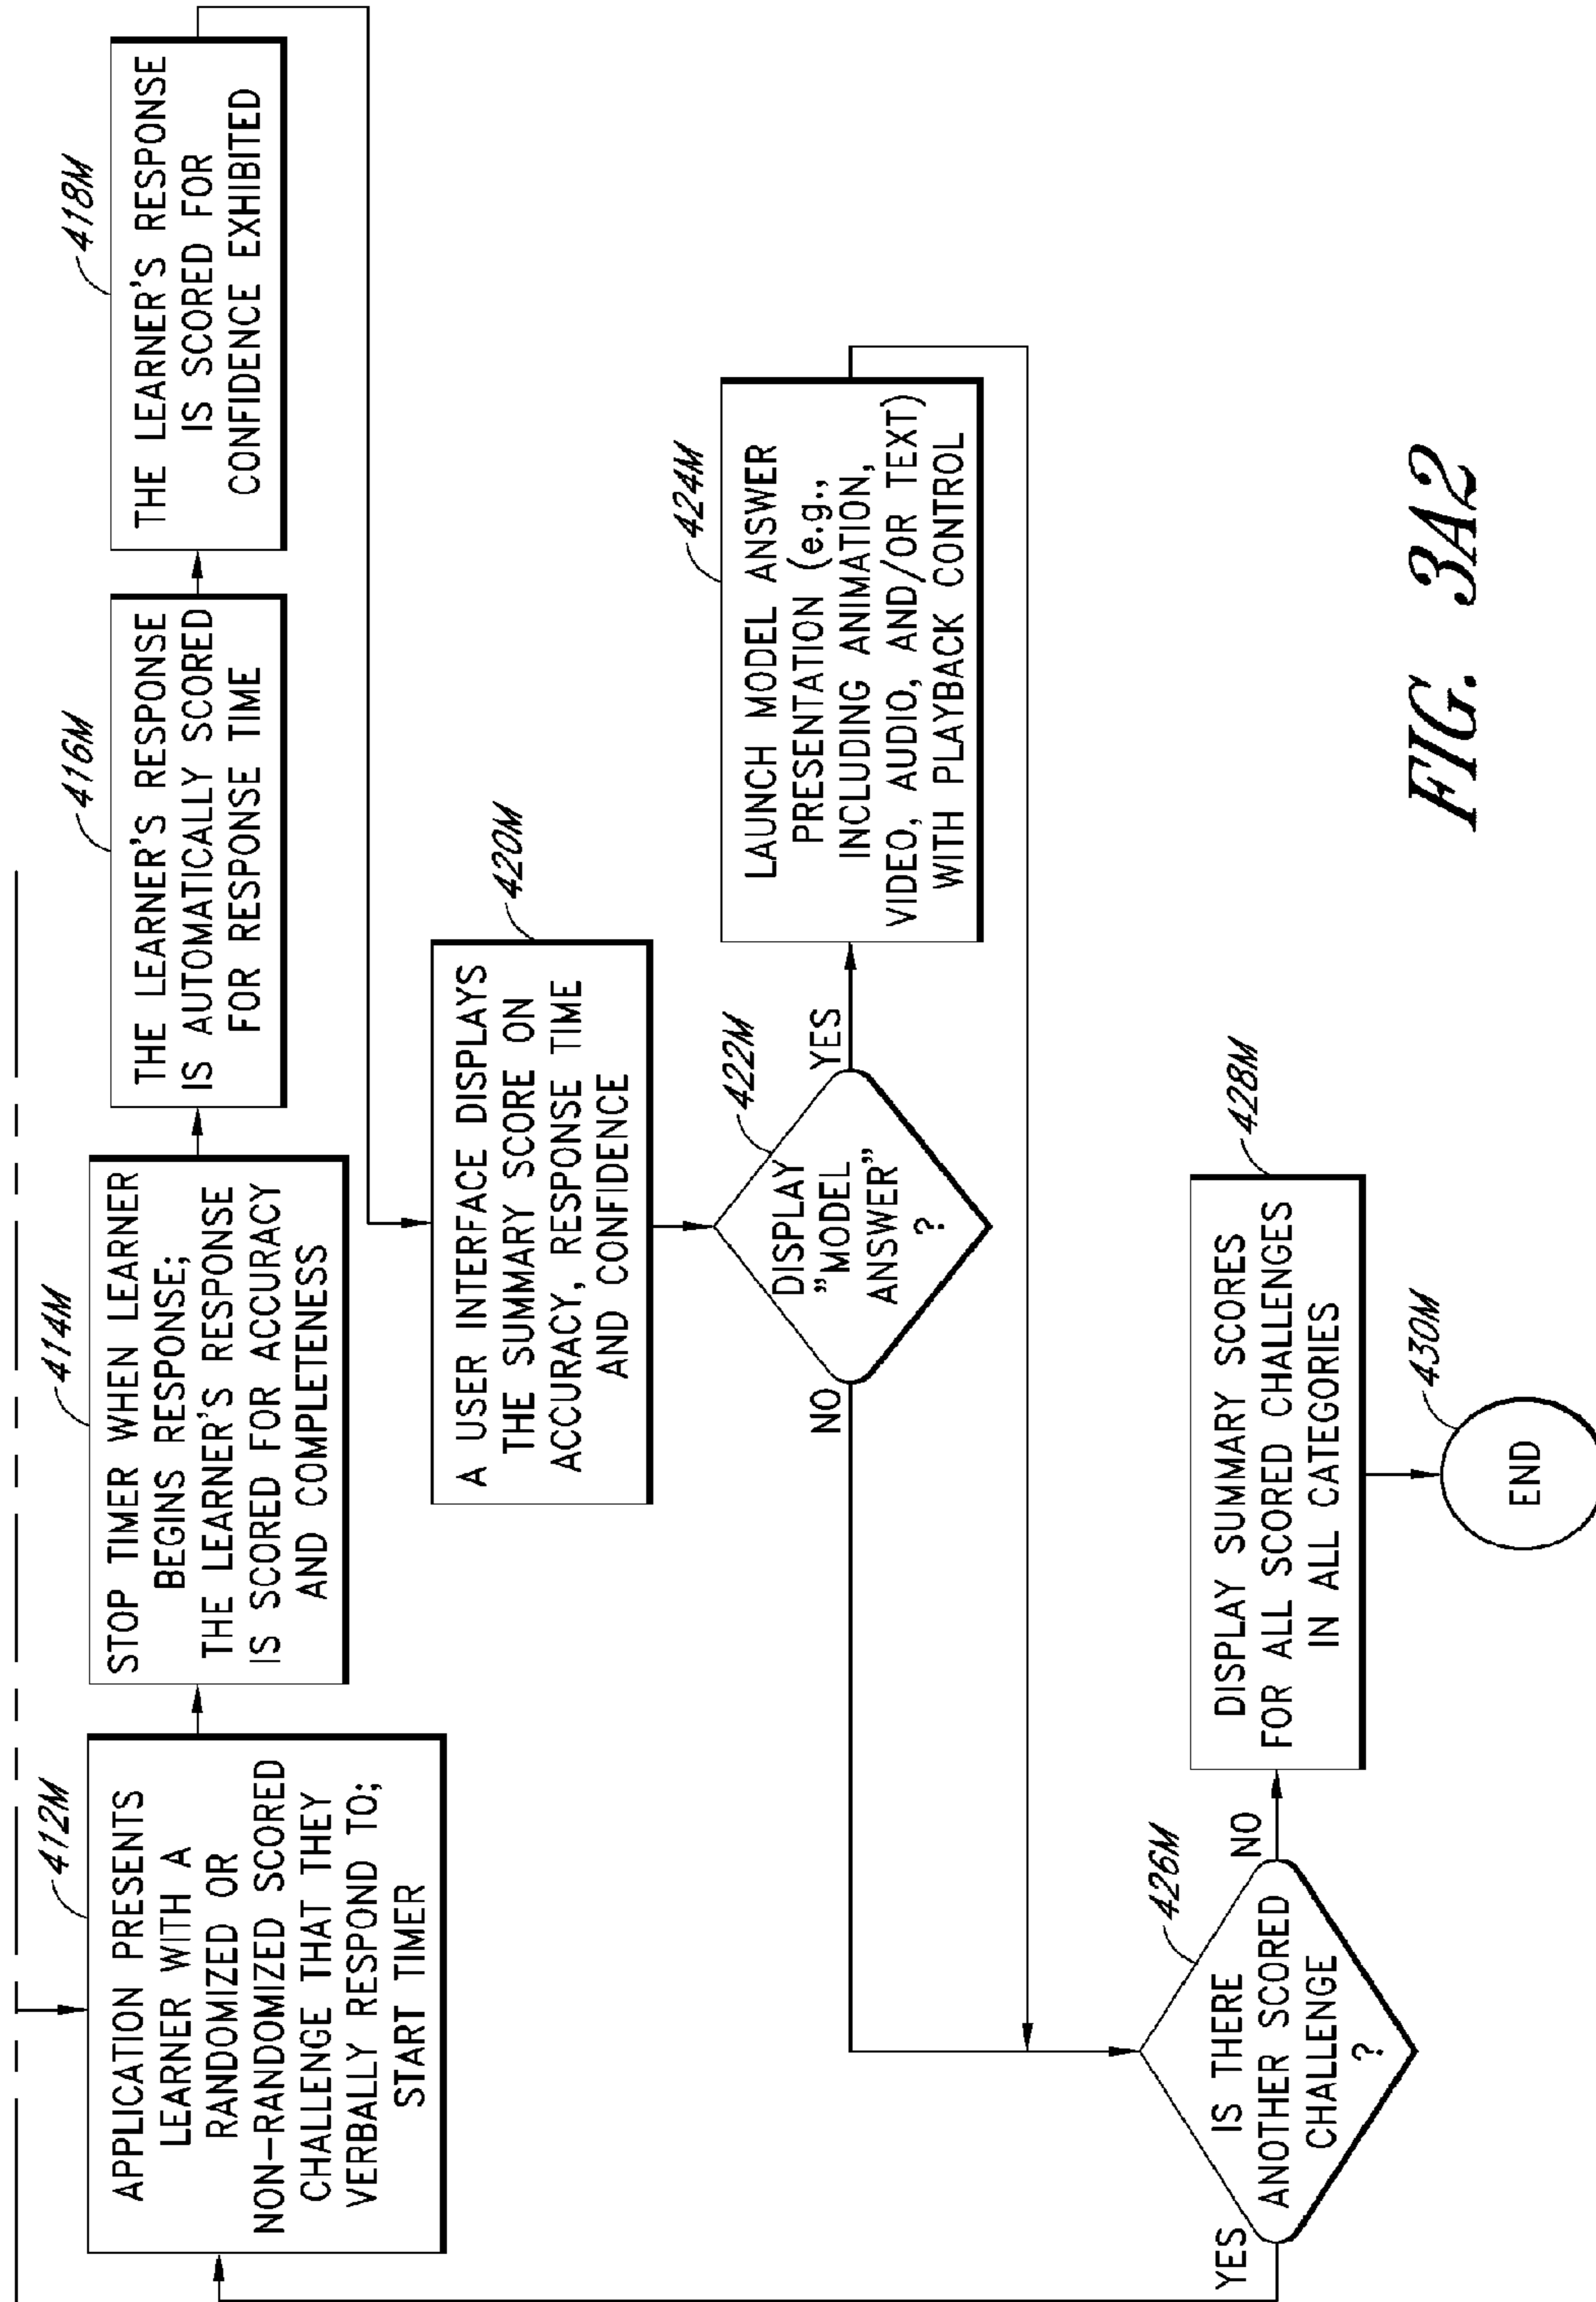 412M
APPLICATION PRESENTS
LEARNER WITH A
RANDOMIZED OR
NON-RANDOMIZED SCORED
CHALLENGE THAT THEY
VERBALLY RESPOND TO;
START TIMER
414M
STOP TIMER WHEN LEARNER
BEGINS RESPONSE;
THE LEARNER'S RESPONSE
IS SCORED FOR ACCURACY
AND COMPLETENESS
416M
THE LEARNER'S RESPONSE
IS AUTOMATICALLY SCORED
FOR RESPONSE TIME
418M
THE LEARNER'S RESPONSE
IS SCORED FOR
CONFIDENCE EXHIBITED
420M
A USER INTERFACE DISPLAYS
THE SUMMARY SCORE ON
ACCURACY, RESPONSE TIME
AND CONFIDENCE
422M
DISPLAY
"MODEL
ANSWER"
?
NO
YES
424M
LAUNCH MODEL ANSWER
PRESENTATION (e.g.,
INCLUDING ANIMATION,
VIDEO, AUDIO, AND/OR TEXT)
WITH PLAYBACK CONTROL
426M
IS THERE
ANOTHER SCORED
CHALLENGE
?
YES
NO
428M
DISPLAY SUMMARY SCORES
FOR ALL SCORED CHALLENGES
IN ALL CATEGORIES
430M
END
FIG. 3A2